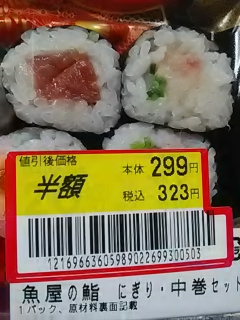 値引後価格
半額
本体 299円
税込 323円
12169663605989022699300503
魚屋の鮨 にぎり・中巻セット
1パック、原材料裏面記載